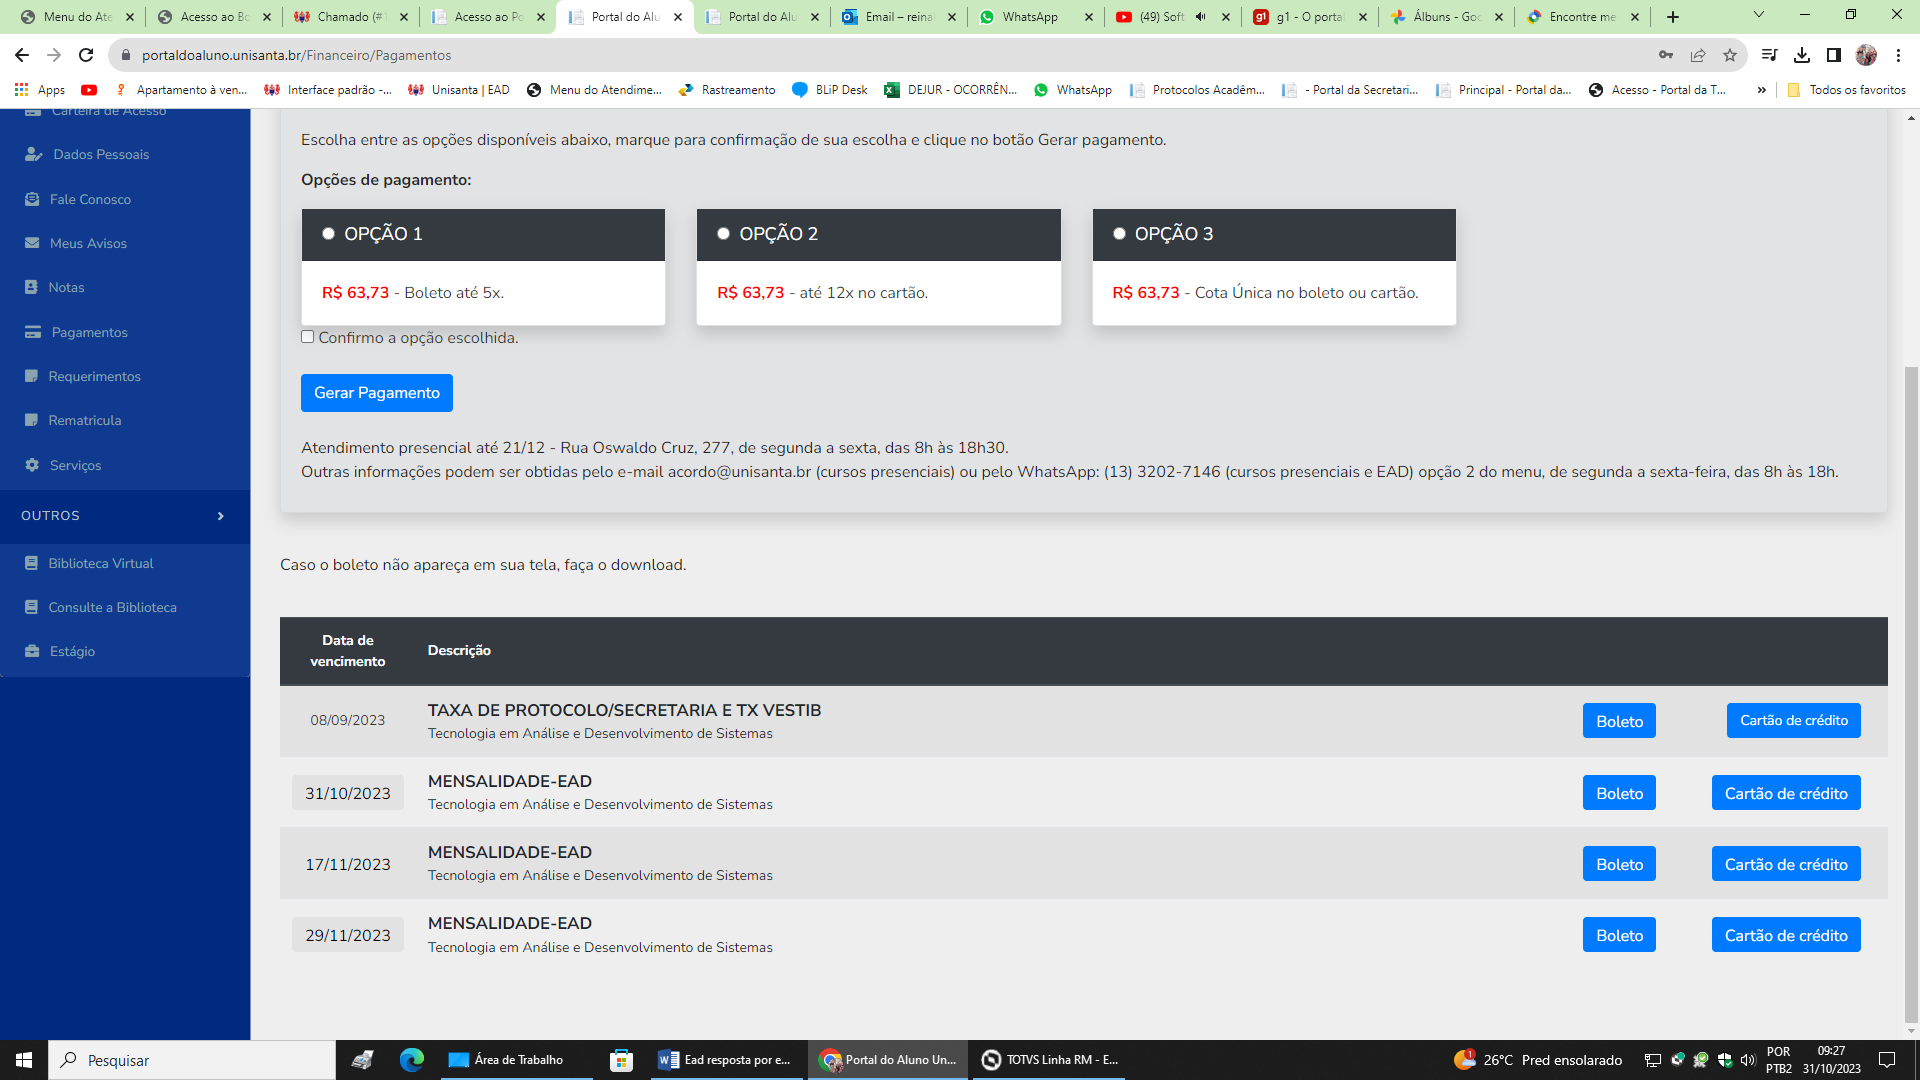 Menu do Ate
Acesso ao Bo
Chamado (#1
Acesso ao Po
Portal do Alu
Portal do Alu
Email – reina
WhatsApp
(49) Soft
g1 - O portal
Álbuns - Goo
Encontre me
portaldoaluno.unisanta.br/Financeiro/Pagamentos
Apps
Apartamento à ven...
Interface padrão -...
Unisanta | EAD
Menu do Atendime...
Rastreamento
BLiP Desk
DEJUR - OCORRÊN...
WhatsApp
Protocolos Acadêm...
- Portal da Secretari...
Principal - Portal da...
Acesso - Portal da T...
»
Todos os favoritos
Carteira de Acesso
Dados Pessoais
Fale Conosco
Meus Avisos
Notas
Pagamentos
Requerimentos
Rematricula
Serviços
OUTROS
Biblioteca Virtual
Consulte a Biblioteca
Estágio
Escolha entre as opções disponíveis abaixo, marque para confirmação de sua escolha e clique no botão Gerar pagamento.
Opções de pagamento:
OPÇÃO 1
R$ 63,73 - Boleto até 5x.
OPÇÃO 2
R$ 63,73 - até 12x no cartão.
OPÇÃO 3
R$ 63,73 - Cota Única no boleto ou cartão.
Confirmo a opção escolhida.
Gerar Pagamento
Atendimento presencial até 21/12 - Rua Oswaldo Cruz, 277, de segunda a sexta, das 8h às 18h30.
Outras informações podem ser obtidas pelo e-mail acordo@unisanta.br (cursos presenciais) ou pelo WhatsApp: (13) 3202-7146 (cursos presenciais e EAD) opção 2 do menu, de segunda a sexta-feira, das 8h às 18h.
Caso o boleto não apareça em sua tela, faça o download.
Data de
vencimento
Descrição
08/09/2023
TAXA DE PROTOCOLO/SECRETARIA E TX VESTIB
Tecnologia em Análise e Desenvolvimento de Sistemas
Boleto
Cartão de crédito
31/10/2023
MENSALIDADE-EAD
Tecnologia em Análise e Desenvolvimento de Sistemas
Boleto
Cartão de crédito
17/11/2023
MENSALIDADE-EAD
Tecnologia em Análise e Desenvolvimento de Sistemas
Boleto
Cartão de crédito
29/11/2023
MENSALIDADE-EAD
Tecnologia em Análise e Desenvolvimento de Sistemas
Boleto
Cartão de crédito
Pesquisar
Área de Trabalho
Ead resposta por e...
Portal do Aluno Un...
TOTVS Linha RM - E...
26°C Pred ensolarado
POR
PTB2
09:27
31/10/2023